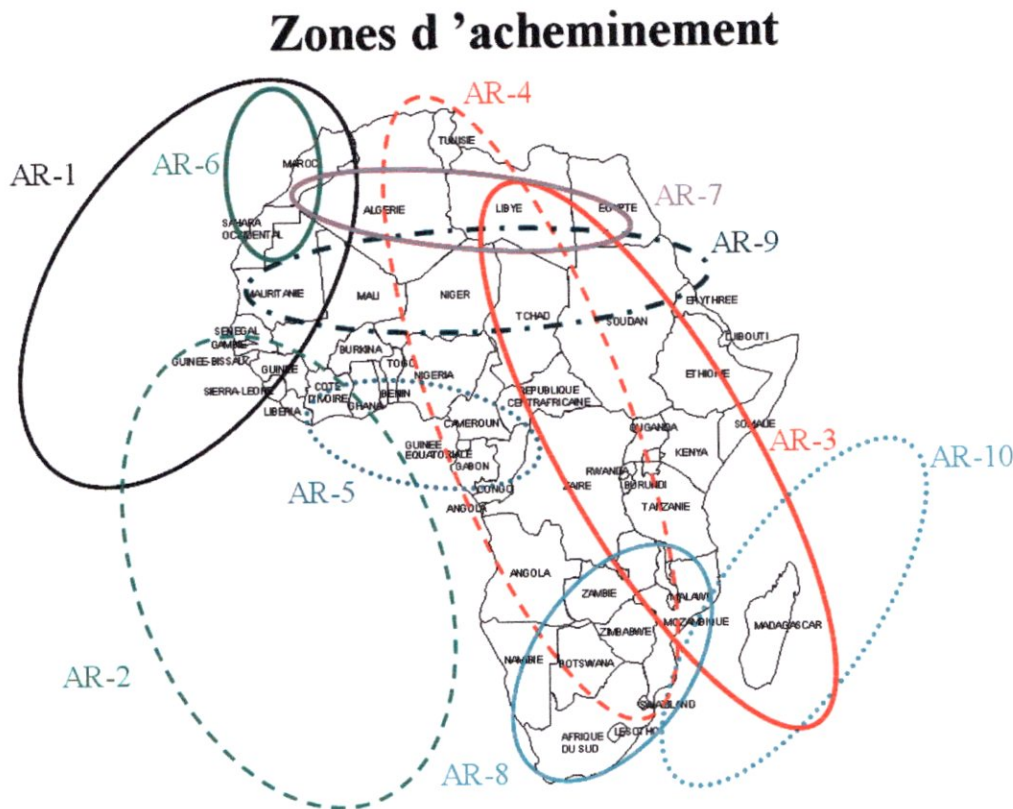 Zones d ’acheminement
AR-4
TUNISIE
AR-1
AR-6
MAROC
AR-7
ALGERIE
LIBYE
EGYPTE
SAHARA
OCCIDENTAL
AR-9
MAURITANIE
MALI
NIGER
ERYTHREE
TCHAD
SOUDAN
SENEGAL
DJIBOUTI
GAMBIE
BURKINA
GUINEE-BISSAU
GUINEE
TOGO
NIGERIA
ETHIOPIE
SIERRA-LEONE
COTE
D'IVOIRE
BENIN
REPUBLIQUE
CENTRAFRICAINE
GHANA
LIBERIA
CAMEROUN
OUGANDA
SOMALIE
AR-3
GUINEE
EQUATORIALE
KENYA
AR-10
GABON
RWANDA
AR-5
CONGO
ZAIRE
BURUNDI
ANGOLA
TANZANIE
ANGOLA
ZAMBIE
MALAWI
MOZAMBIQUE
MADAGASCAR
ZIMBABWE
NAMIBIE
BOTSWANA
AR-2
SWAZILAND
AFRIQUE
DU SUD
LESOTHO
AR-8